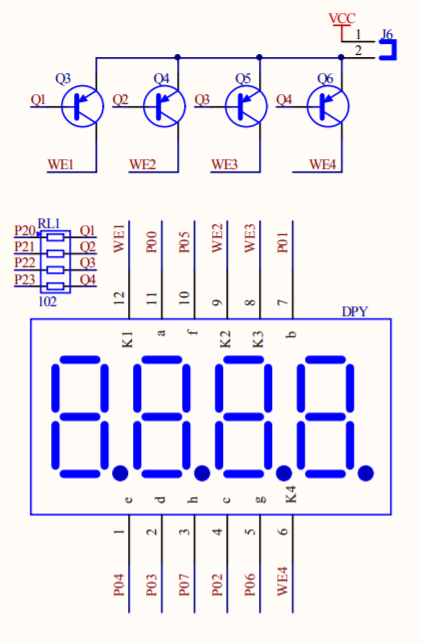 VCC
J6
1
2
Q3
Q4
Q5
Q6
Q1
Q2
Q3
Q4
WE1
WE2
WE3
WE4
RL1
P20
Q1
P21
Q2
P22
Q3
P23
Q4
102
WE1
P00
P05
WE2
WE3
P01
12
11
10
9
8
7
DPY
K1
a
f
K2
K3
b
e
d
h
c
g
K4
1
2
3
4
5
6
P04
P03
P07
P02
P06
WE4